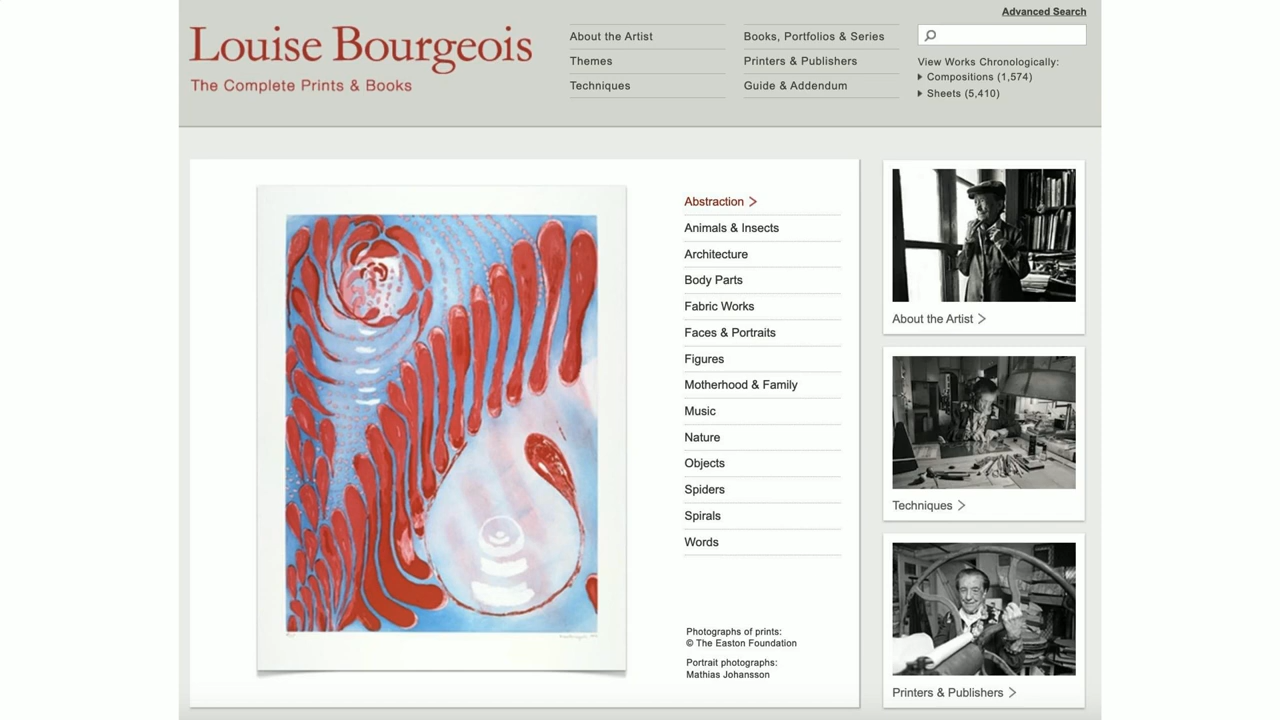 Advanced Search
Louise Bourgeois
The Complete Prints & Books
About the Artist
Themes
Techniques
Books, Portfolios & Series
Printers & Publishers
Guide & Addendum
View Works Chronologically:
Compositions (1,574)
Sheets (5,410)
Abstraction
Animals & Insects
Architecture
Body Parts
Fabric Works
Faces & Portraits
Figures
Motherhood & Family
Music
Nature
Objects
Spiders
Spirals
Words
Photographs of prints:
© The Easton Foundation
Portrait photographs:
Mathias Johansson
About the Artist
Techniques
Printers & Publishers